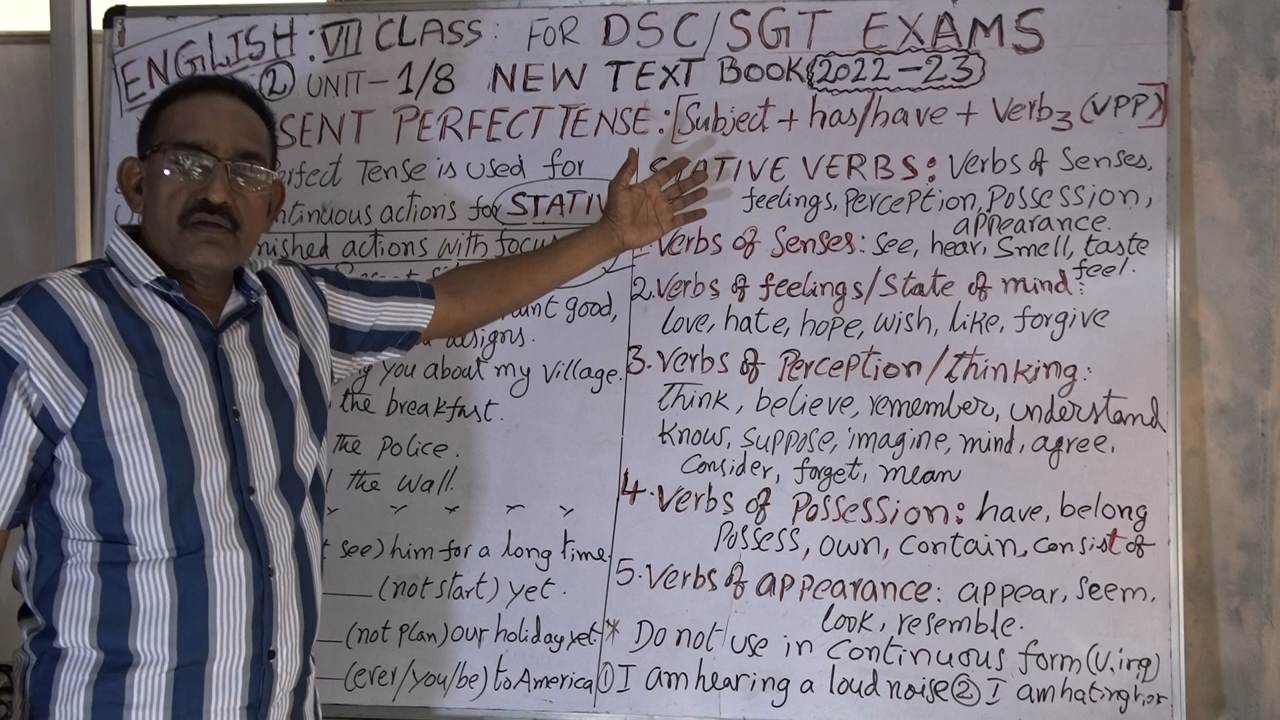 ENGLISH: VII CLASS: FOR DSC/SGT EXAMS
② UNIT-1/8 NEW TEXT BOOK (2022-23)
SENT PERFECT TENSE: [Subject + has/have + Verb3 (VPP)]
erfect Tense is used for
ntinuous actions for STATIV
nished actions with focus
unt good,
signs.
g you about my village.
the breakfast.
the Police.
the wall.
see) him for a long time
(not start) yet.
(not plan) our holiday yet
(ever/you/be) to America
STATIVE VERBS: Verbs of Senses,
feelings, Perception, Possession,
appearance.
Verbs of Senses: See, hear, Smell, taste
feel.
2. Verbs of feelings/State of mind:
love, hate, hope, wish, like, forgive
3. Verbs of Perception/thinking:
think, believe, remember, understand
Know, Suppose, imagine, mind, agree,
Consider, forget, mean
4. Verbs of Possession: have, belong
Possess, own, Contain, Consist of
5. Verbs of appearance: appear, seem,
look, resemble.
* Do not use in Continuous form (V.ing)
① I am hearing a loud noise ② I am hating her